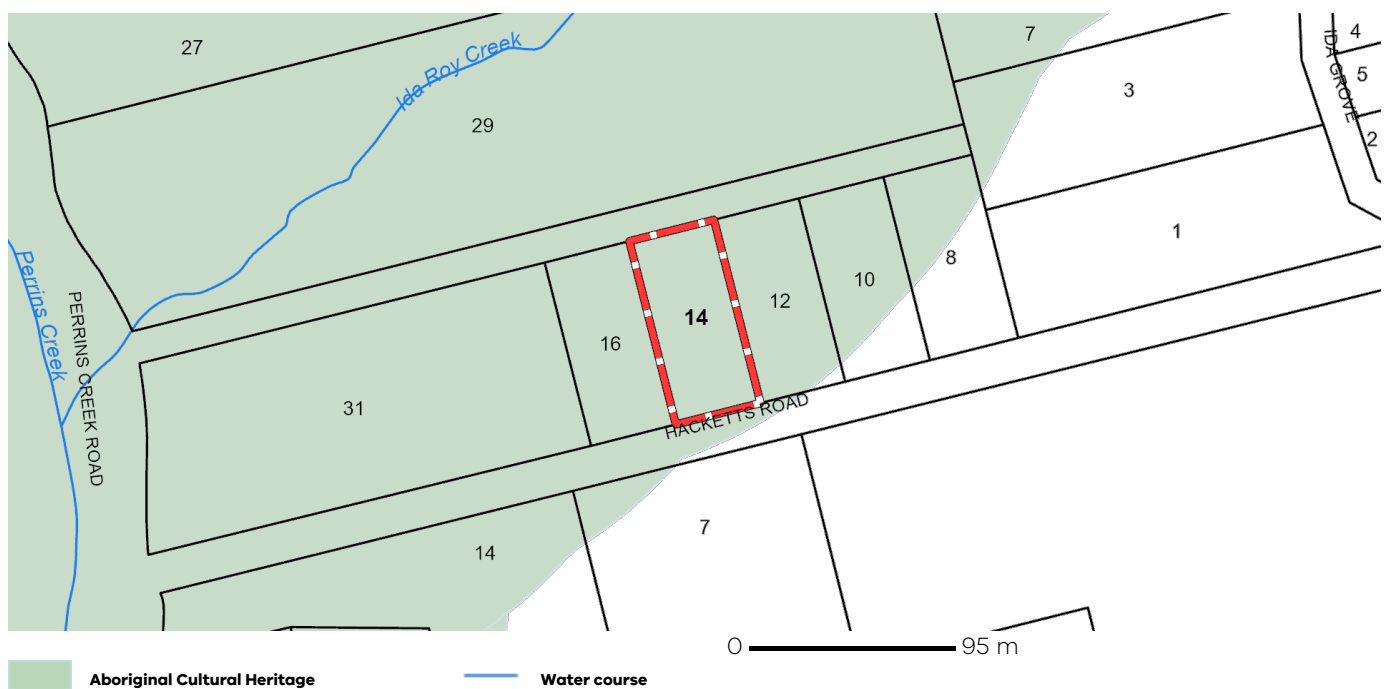 27
7
4
IDA GROVE
5
3
Ida Roy Creek
29
2
1
Perrins Creek
PERRINS CREEK ROAD
8
10
12
14
16
31
HACKETTS ROAD
7
14
0 95 m
Aboriginal Cultural Heritage Water course